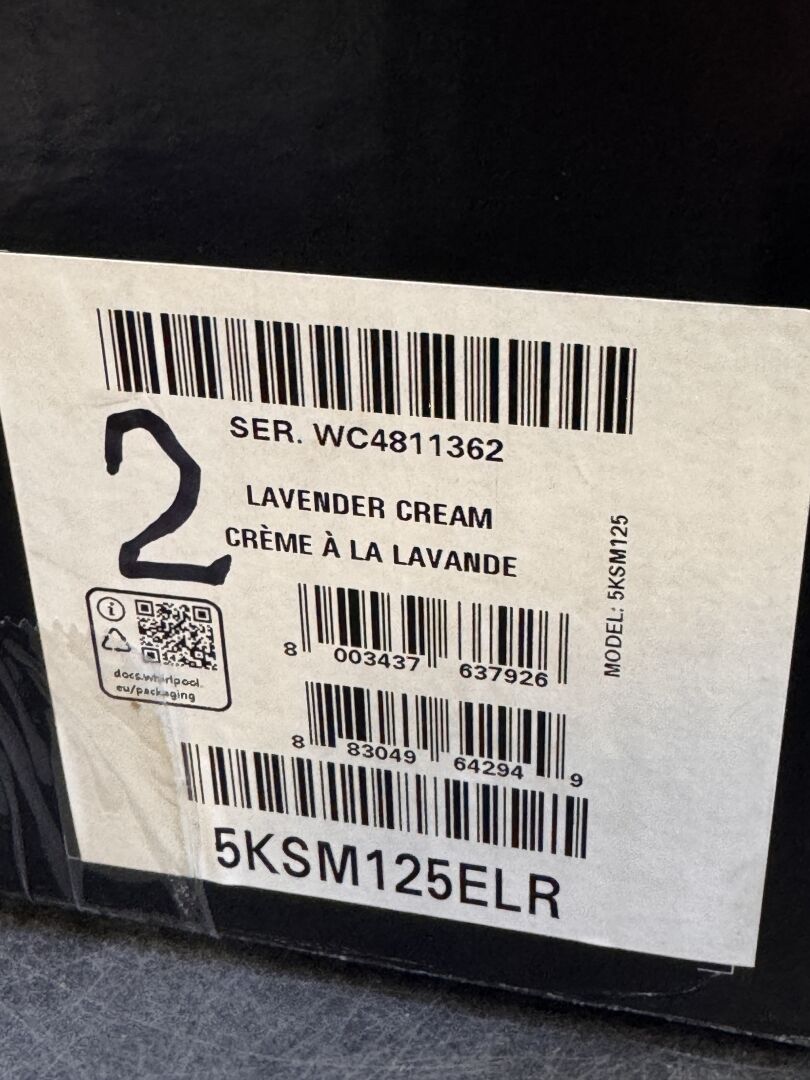 SER. WC4811362
2
LAVENDER CREAM
CRÈME À LA LAVANDE
MODEL: 5KSM125
i
docs.whirlpool.
eu/packaging
8 003437 637926
8 83049 64294 9
5KSM125ELR